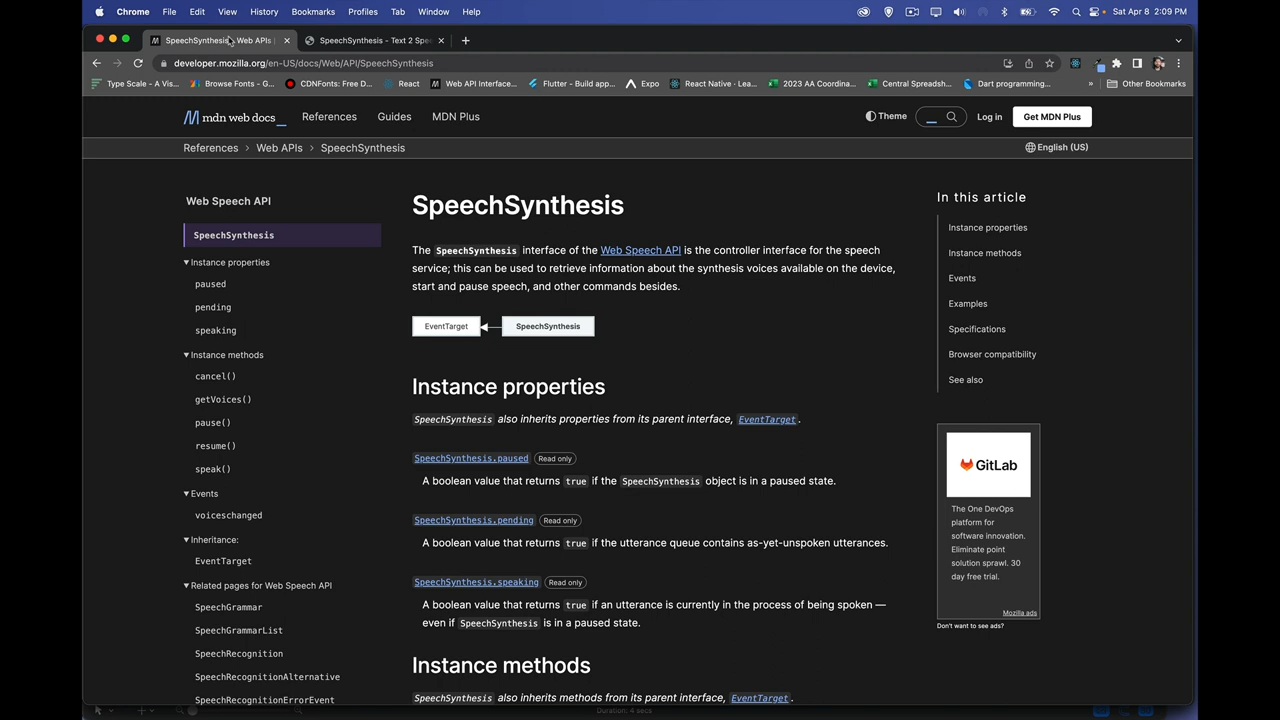 Chrome File Edit View History Bookmarks Profiles Tab Window Help Sat Apr 8 2:09 PM
SpeechSynthesis - Web APIs SpeechSynthesis - Text 2 Spe
developer.mozilla.org/en-US/docs/Web/API/SpeechSynthesis
Type Scale - A Vis... Browse Fonts - G... CDNFonts: Free D... React Web API Interface... Flutter - Build app... Expo React Native · Lea... 2023 AA Coordina... Central Spreadsh... Dart programming... » Other Bookmarks
mdn web docs_ References Guides MDN Plus Theme Log in Get MDN Plus
References > Web APIs > SpeechSynthesis English (US)
Web Speech API
SpeechSynthesis
Instance properties
paused
pending
speaking
Instance methods
cancel()
getVoices()
pause()
resume()
speak()
Events
voiceschanged
Inheritance:
EventTarget
Related pages for Web Speech API
SpeechGrammar
SpeechGrammarList
SpeechRecognition
SpeechRecognitionAlternative
SpeechRecognitionErrorEvent
SpeechSynthesis
The SpeechSynthesis interface of the Web Speech API is the controller interface for the speech
service; this can be used to retrieve information about the synthesis voices available on the device,
start and pause speech, and other commands besides.
EventTarget SpeechSynthesis
Instance properties
SpeechSynthesis also inherits properties from its parent interface, EventTarget.
SpeechSynthesis.paused Read only
A boolean value that returns true if the SpeechSynthesis object is in a paused state.
SpeechSynthesis.pending Read only
A boolean value that returns true if the utterance queue contains as-yet-unspoken utterances.
SpeechSynthesis.speaking Read only
A boolean value that returns true if an utterance is currently in the process of being spoken —
even if SpeechSynthesis is in a paused state.
Instance methods
SpeechSynthesis also inherits methods from its parent interface, EventTarget.
In this article
Instance properties
Instance methods
Events
Examples
Specifications
Browser compatibility
See also
GitLab
The One DevOps
platform for
software innovation.
Eliminate point
solution sprawl. 30
day free trial.
Mozilla ads
Don't want to see ads?
Duration: 4 secs